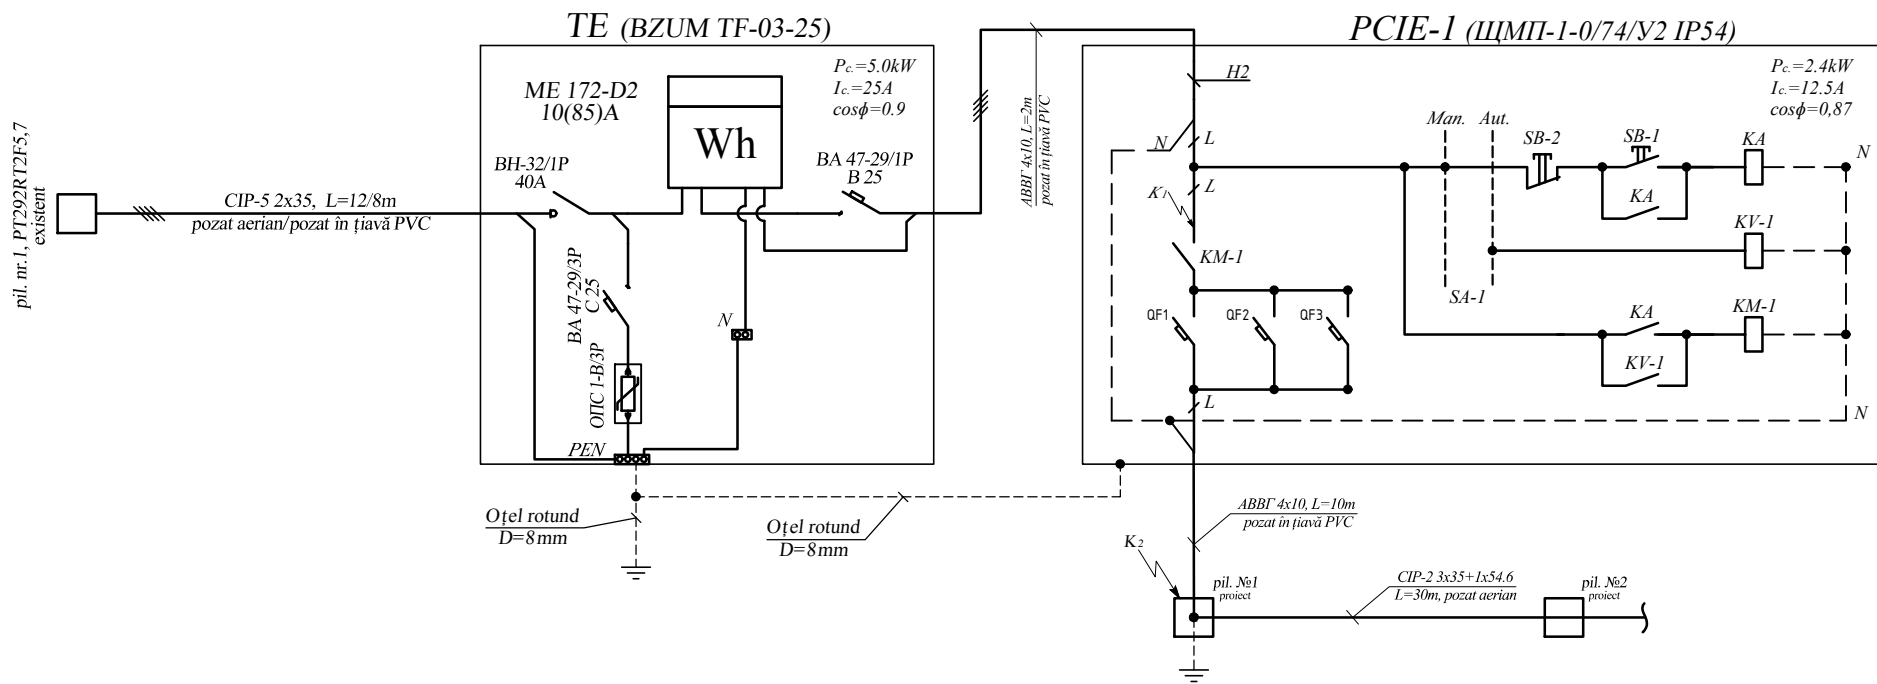 TE (BZUM TF-03-25)
PCIE-1 (ЩМП-1-0/74/У2 IP54)
Pc.=5.0kW
Ic.=25A
cosϕ=0.9
ME 172-D2
10(85)A
Wh
BH-32/1P
40A
BA 47-29/1P
B 25
pil. nr.1, PT292RT2F5,7
existent
CIP-5 2x35, L=12/8m
pozat aerian/pozat în țiavă PVC
BA 47-29/3P
C 25
ОПС 1-B/3P
N
PEN
Oțel rotund
D=8mm
Oțel rotund
D=8mm
АВВГ 4x10, L=2m
pozat în țiavă PVC
H2
Pc.=2.4kW
Ic.=12.5A
cosϕ=0,87
N
L
L
K1
KM-1
QF1
QF2
QF3
L
Man.
Aut.
SB-2
SB-1
KA
N
KA
KV-1
SA-1
KA
KM-1
KV-1
N
АВВГ 4x10, L=10m
pozat în țiavă PVC
K2
pil. №1
proiect
CIP-2 3x35+1x54.6
L=30m, pozat aerian
pil. №2
proiect